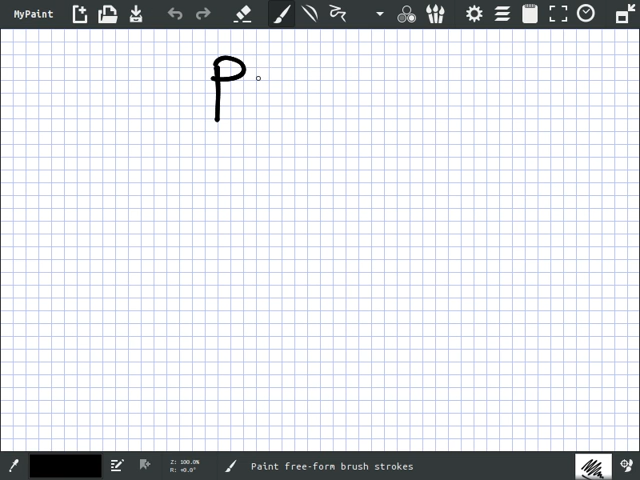 MyPaint
P
Z: 100.0%
R: +0.0°
Paint free-form brush strokes